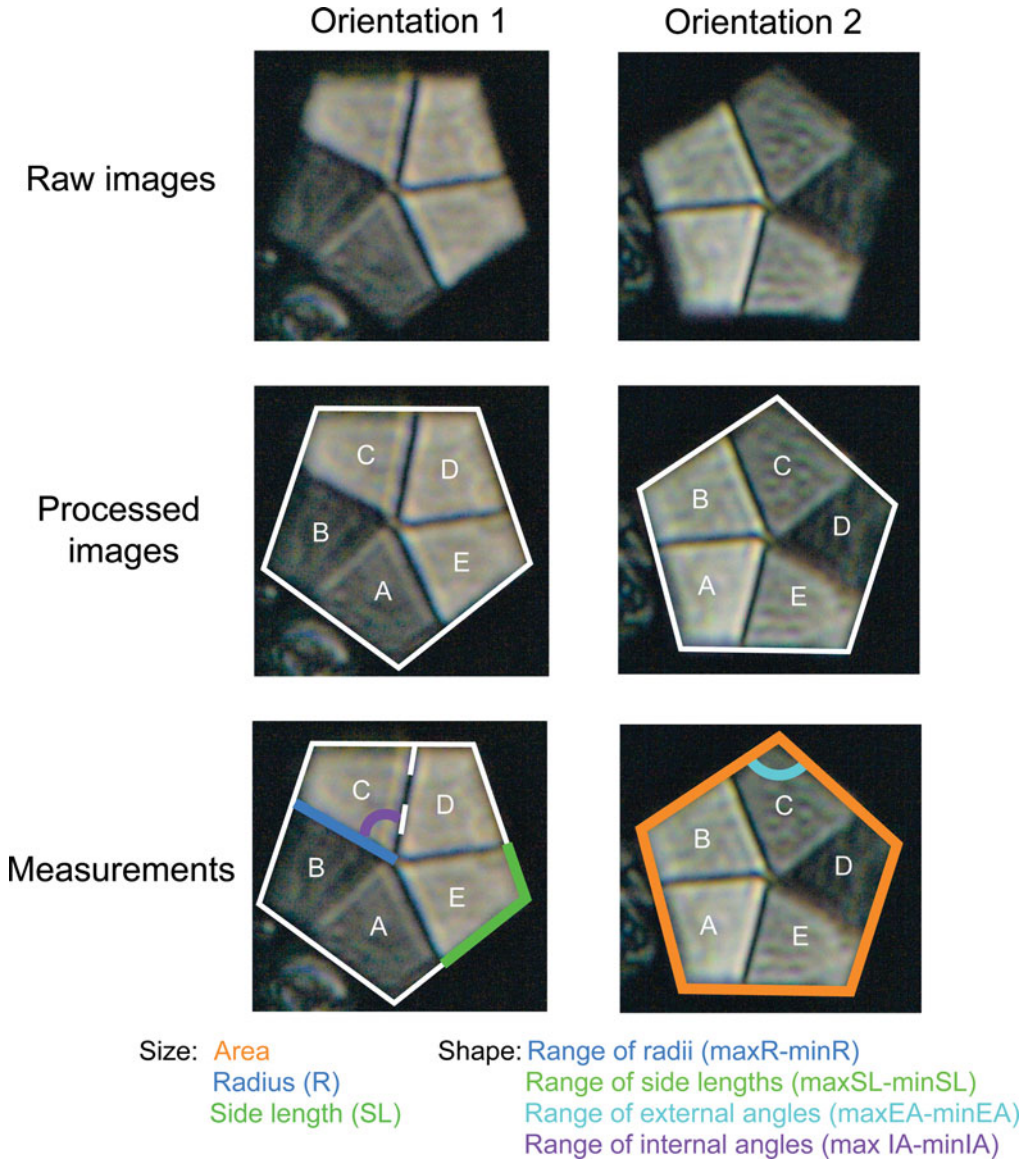 Orientation 1
Orientation 2
Raw images
Processed
images
C
D
B
E
A
C
B
D
A
E
Measurements
C
D
B
E
A
C
B
D
A
E
Size: Area
Radius (R)
Side length (SL)
Shape: Range of radii (maxR-minR)
Range of side lengths (maxSL-minSL)
Range of external angles (maxEA-minEA)
Range of internal angles (max IA-minIA)